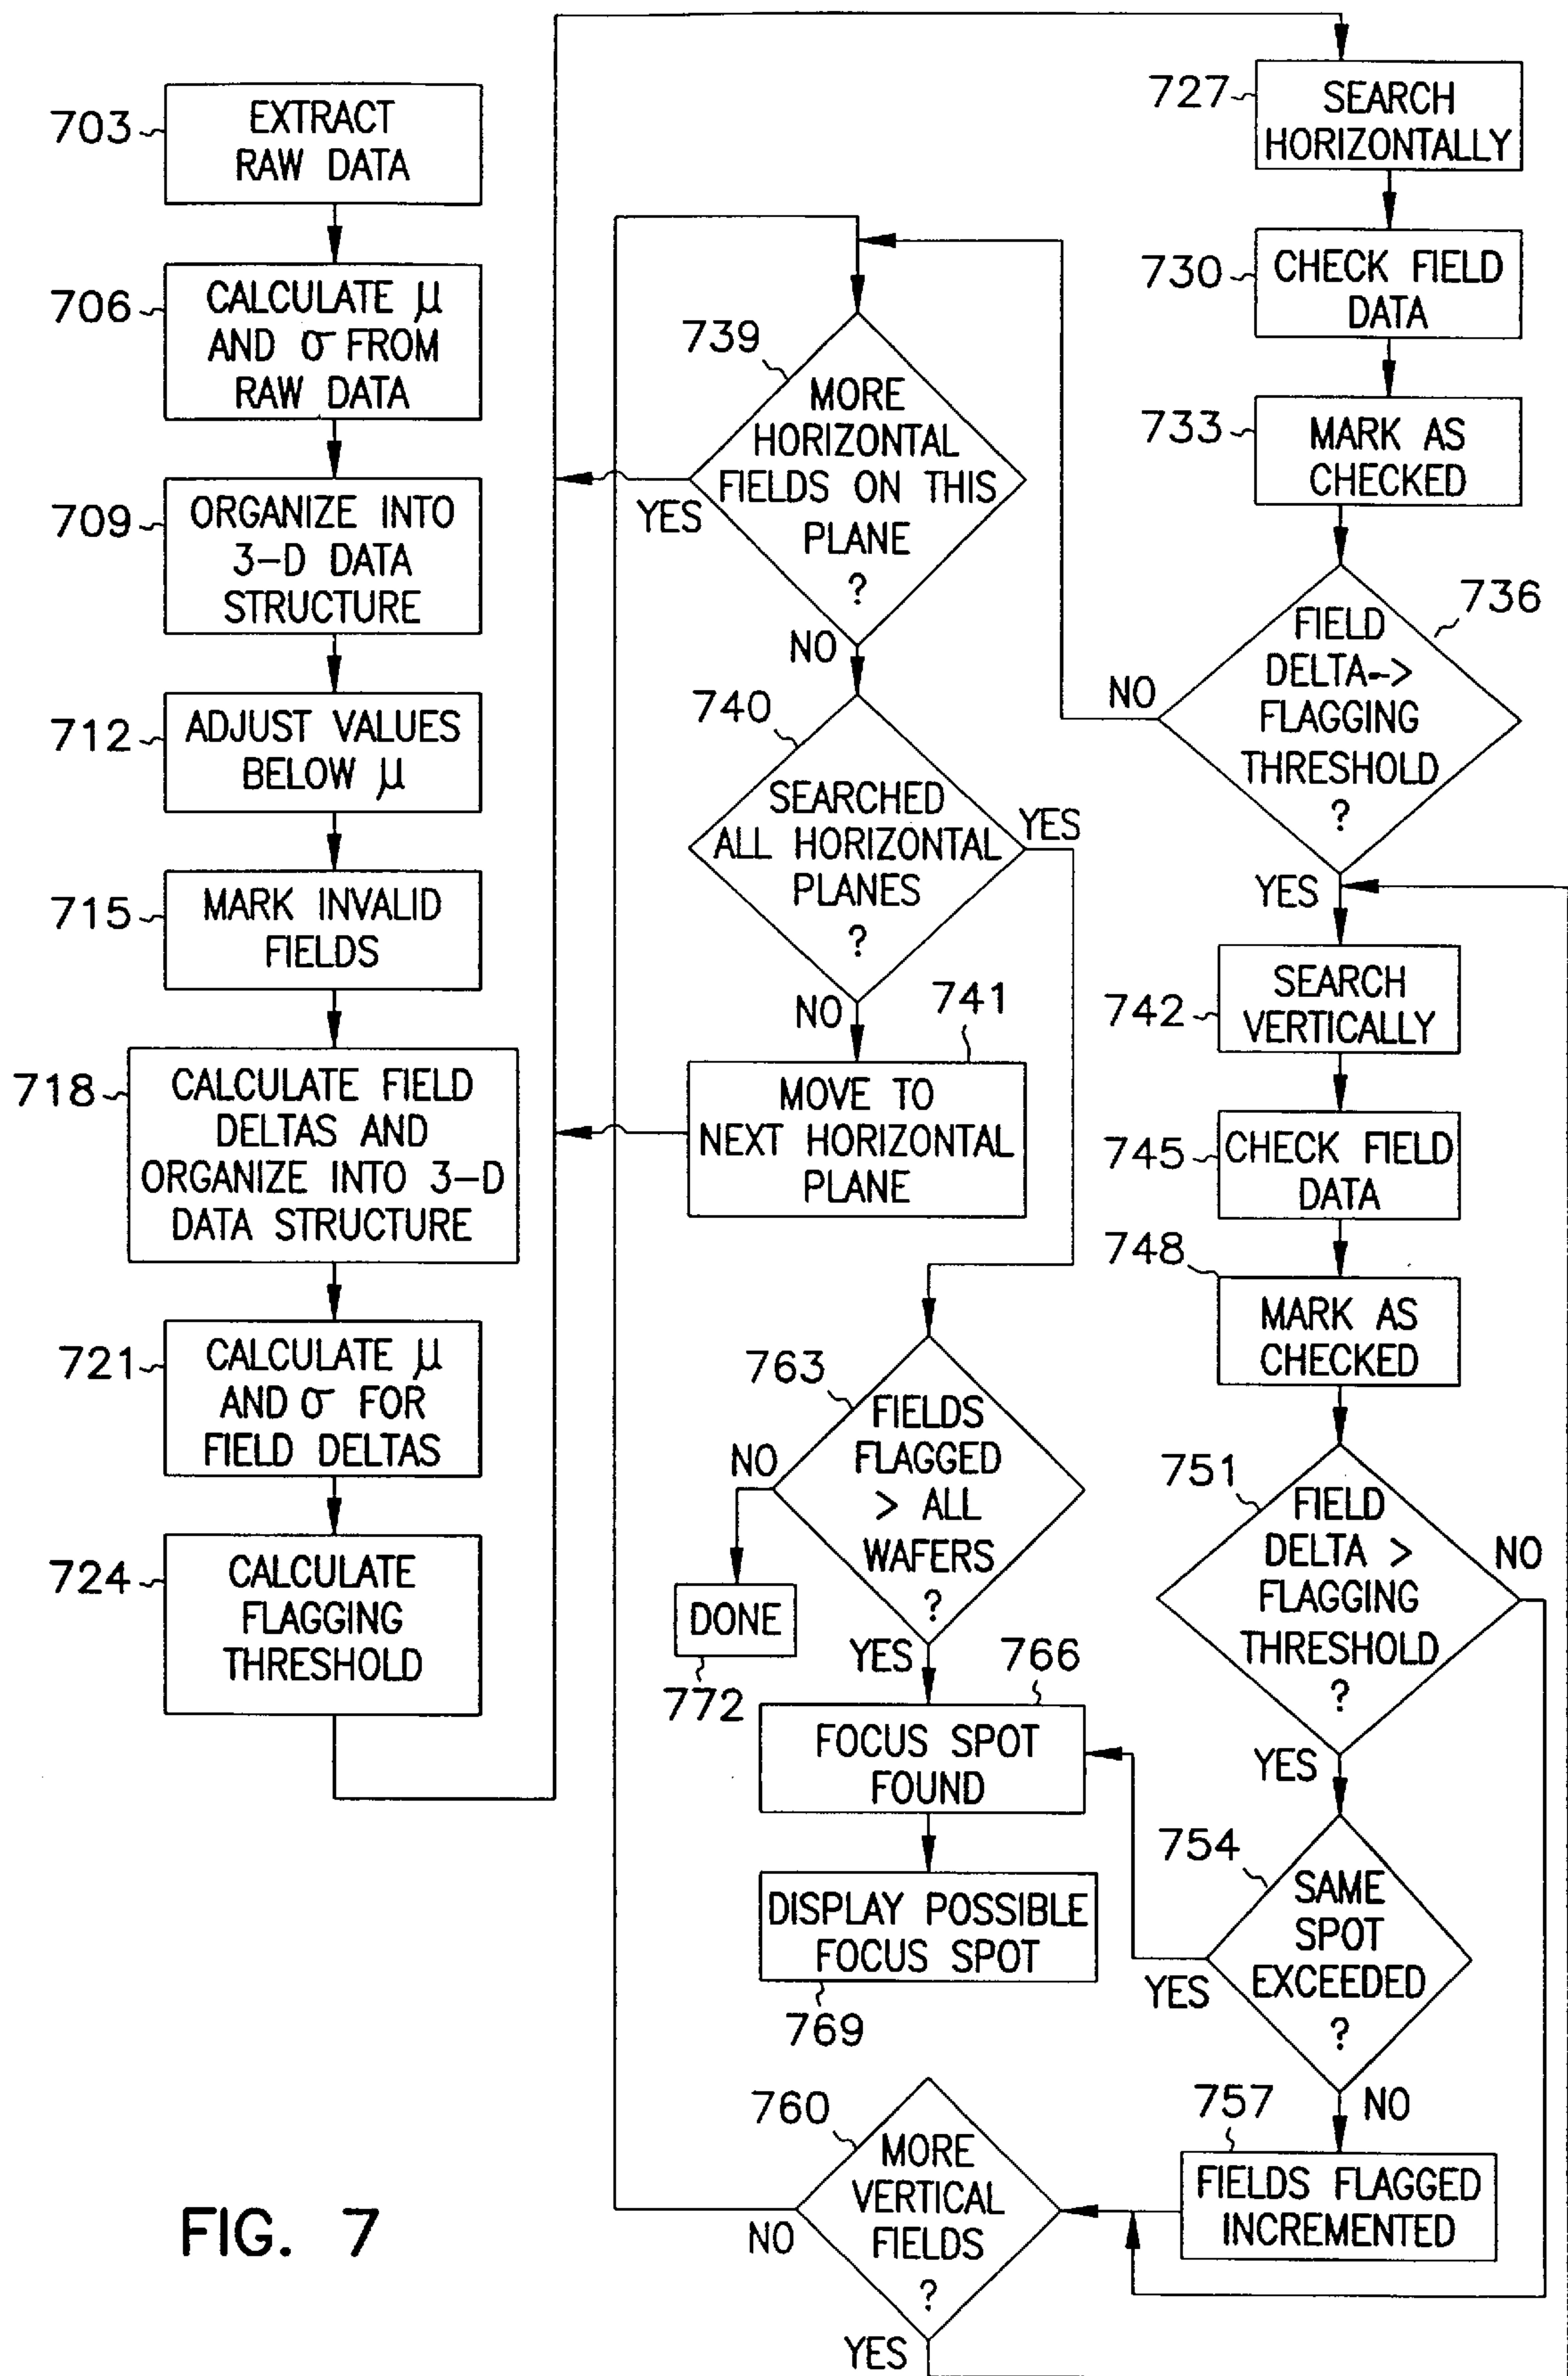 703
EXTRACT
RAW DATA
706
CALCULATE μ
AND σ FROM
RAW DATA
709
ORGANIZE INTO
3-D DATA
STRUCTURE
712
ADJUST VALUES
BELOW μ
715
MARK INVALID
FIELDS
718
CALCULATE FIELD
DELTAS AND
ORGANIZE INTO 3-D
DATA STRUCTURE
721
CALCULATE μ
AND σ FOR
FIELD DELTAS
724
CALCULATE
FLAGGING
THRESHOLD
727
SEARCH
HORIZONTALLY
730
CHECK FIELD
DATA
733
MARK AS
CHECKED
736
FIELD
DELTA->
FLAGGING
THRESHOLD
?
NO
YES
739
MORE
HORIZONTAL
FIELDS ON THIS
PLANE
?
YES
NO
740
SEARCHED
ALL HORIZONTAL
PLANES
?
YES
NO
741
MOVE TO
NEXT HORIZONTAL
PLANE
742
SEARCH
VERTICALLY
745
CHECK FIELD
DATA
748
MARK AS
CHECKED
751
FIELD
DELTA >
FLAGGING
THRESHOLD
?
NO
YES
754
SAME
SPOT
EXCEEDED
?
YES
NO
757
FIELDS FLAGGED
INCREMENTED
760
MORE
VERTICAL
FIELDS
?
NO
YES
763
FIELDS
FLAGGED
> ALL
WAFERS
?
NO
YES
DONE
772
766
FOCUS SPOT
FOUND
DISPLAY POSSIBLE
FOCUS SPOT
769
FIG. 7